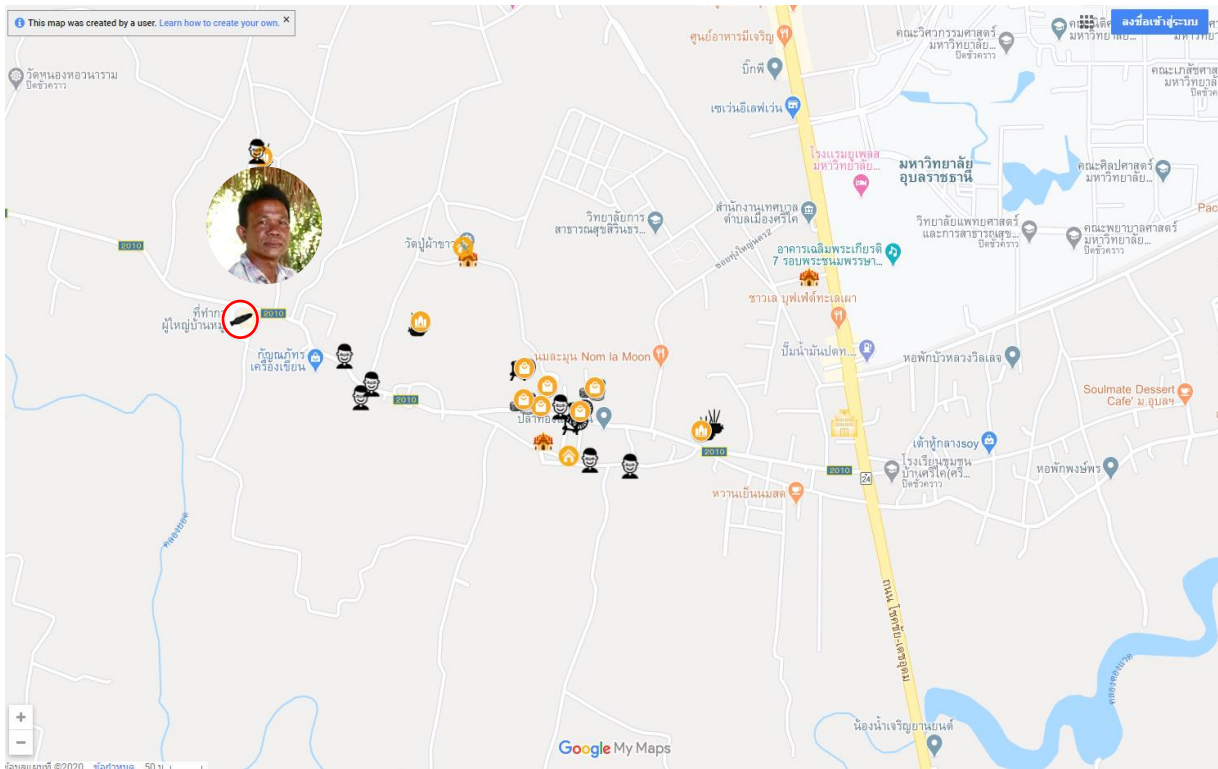 This map was created by a user. Learn how to create your own.
ลงชื่อเข้าสู่ระบบ
ศูนย์อาหารมีเจริญ
คณะวิศวกรรมศาสตร์
มหาวิทยาลัย...
ปิดชั่วคราว
วัดหนองหอวนาราม
ปิดชั่วคราว
บิ๊กพี
เซเว่นอีเลฟเว่น
โรงแรมยูเพลส
มหาวิทยาลัย...
มหาวิทยาลัย
อุบลราชธานี
คณะศิลปศาสตร์
มหาวิทยาลัย...
สำนักงานเทศบาล
ตำบลเมืองศรีไค
วิทยาลัยการ
สาธารณสุขสิรินธร...
วิทยาลัยแพทยศาสตร์
และการสาธารณสุข...
ปิดชั่วคราว
คณะพยาบาลศาสตร์
มหาวิทยาลัย...
ปิดชั่วคราว
Pac
2010
วัดปู่ผ้าขาว
อาคารเฉลิมพระเกียรติ
7 รอบพระชนมพรรษา...
ชาวเล บุฟเฟ่ต์ทะเลเผา
ที่ทำกา
ผู้ใหญ่บ้านหมู่
2010
กัญณภัทร
เครื่องเขียน
นมละมุน Nom la Moon
ปั๊มน้ำมันปตท....
หอพักบัวหลวงวิลเลจ
2010
Soulmate Dessert
Cafe' ม.อุบลฯ
เต้าหู้กลางsoy
2010
2010
24
โรงเรียนชุมชน
บ้านศรีไค(ศรี...
ปิดชั่วคราว
หอพักพงษ์พร
หวานเย็นนมสด
คลองยอด
ถนน โชคชัย-เดชอุดม
น้องน้ำเจริญยานยนต์
Google My Maps
ข้อมูลแผนที่ ©2020 ข้อกำหนด 50 ม.